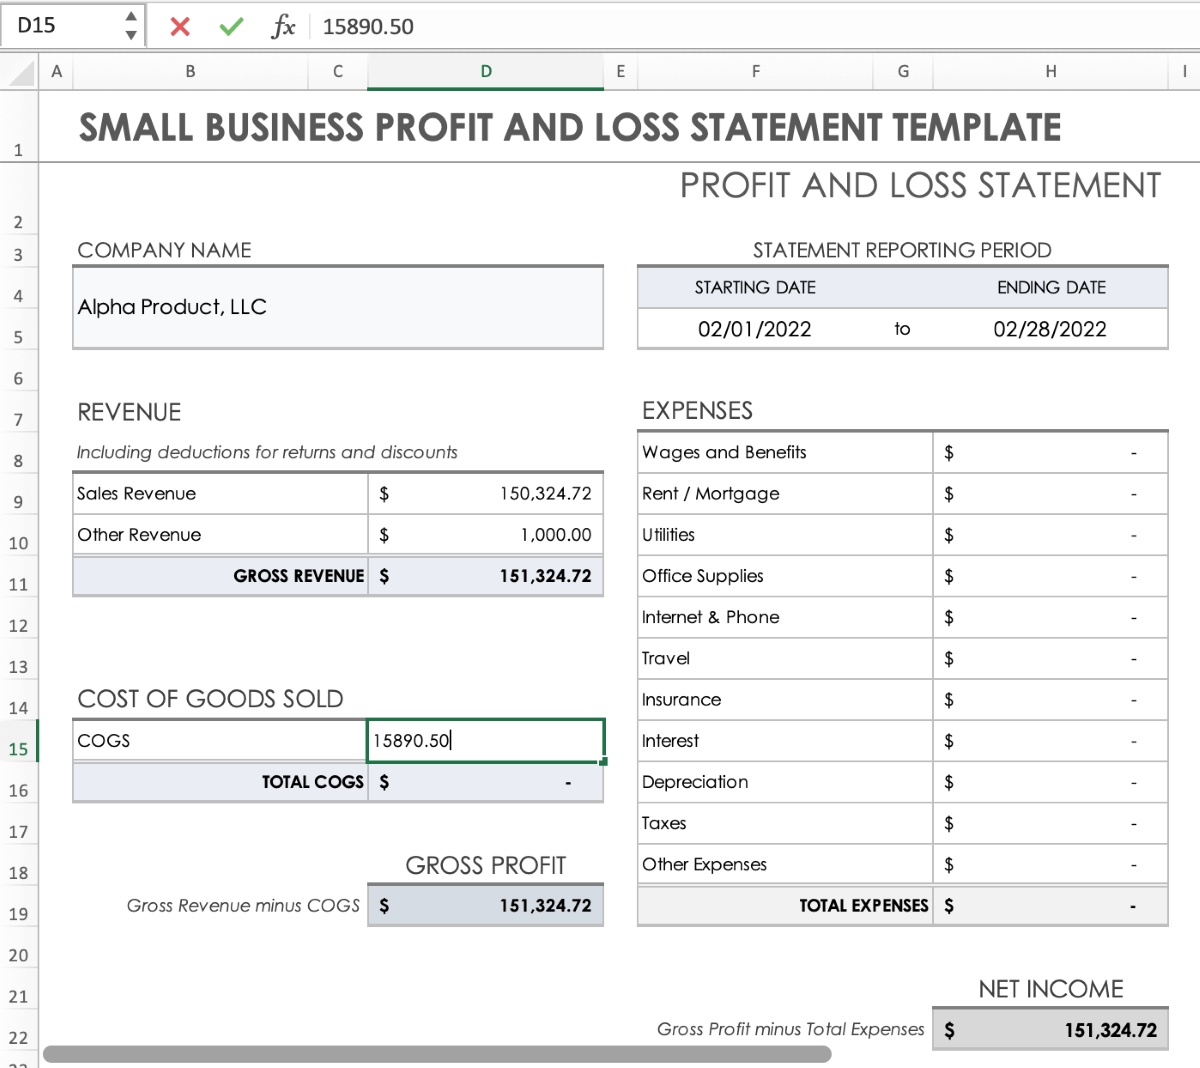 D15 fx 15890.50
A B C D E F G H I
1 SMALL BUSINESS PROFIT AND LOSS STATEMENT TEMPLATE
2 PROFIT AND LOSS STATEMENT
3 COMPANY NAME STATEMENT REPORTING PERIOD
4 Alpha Product, LLC STARTING DATE ENDING DATE
5 02/01/2022 to 02/28/2022
6
7 REVENUE EXPENSES
8 Including deductions for returns and discounts Wages and Benefits $ -
9 Sales Revenue $ 150,324.72 Rent / Mortgage $ -
10 Other Revenue $ 1,000.00 Utilities $ -
11 GROSS REVENUE $ 151,324.72 Office Supplies $ -
12 Internet & Phone $ -
13 Travel $ -
14 COST OF GOODS SOLD Insurance $ -
15 COGS 15890.50 Interest $ -
16 TOTAL COGS $ - Depreciation $ -
17 Taxes $ -
18 GROSS PROFIT Other Expenses $ -
19 Gross Revenue minus COGS $ 151,324.72 TOTAL EXPENSES $ -
20
21 NET INCOME
22 Gross Profit minus Total Expenses $ 151,324.72